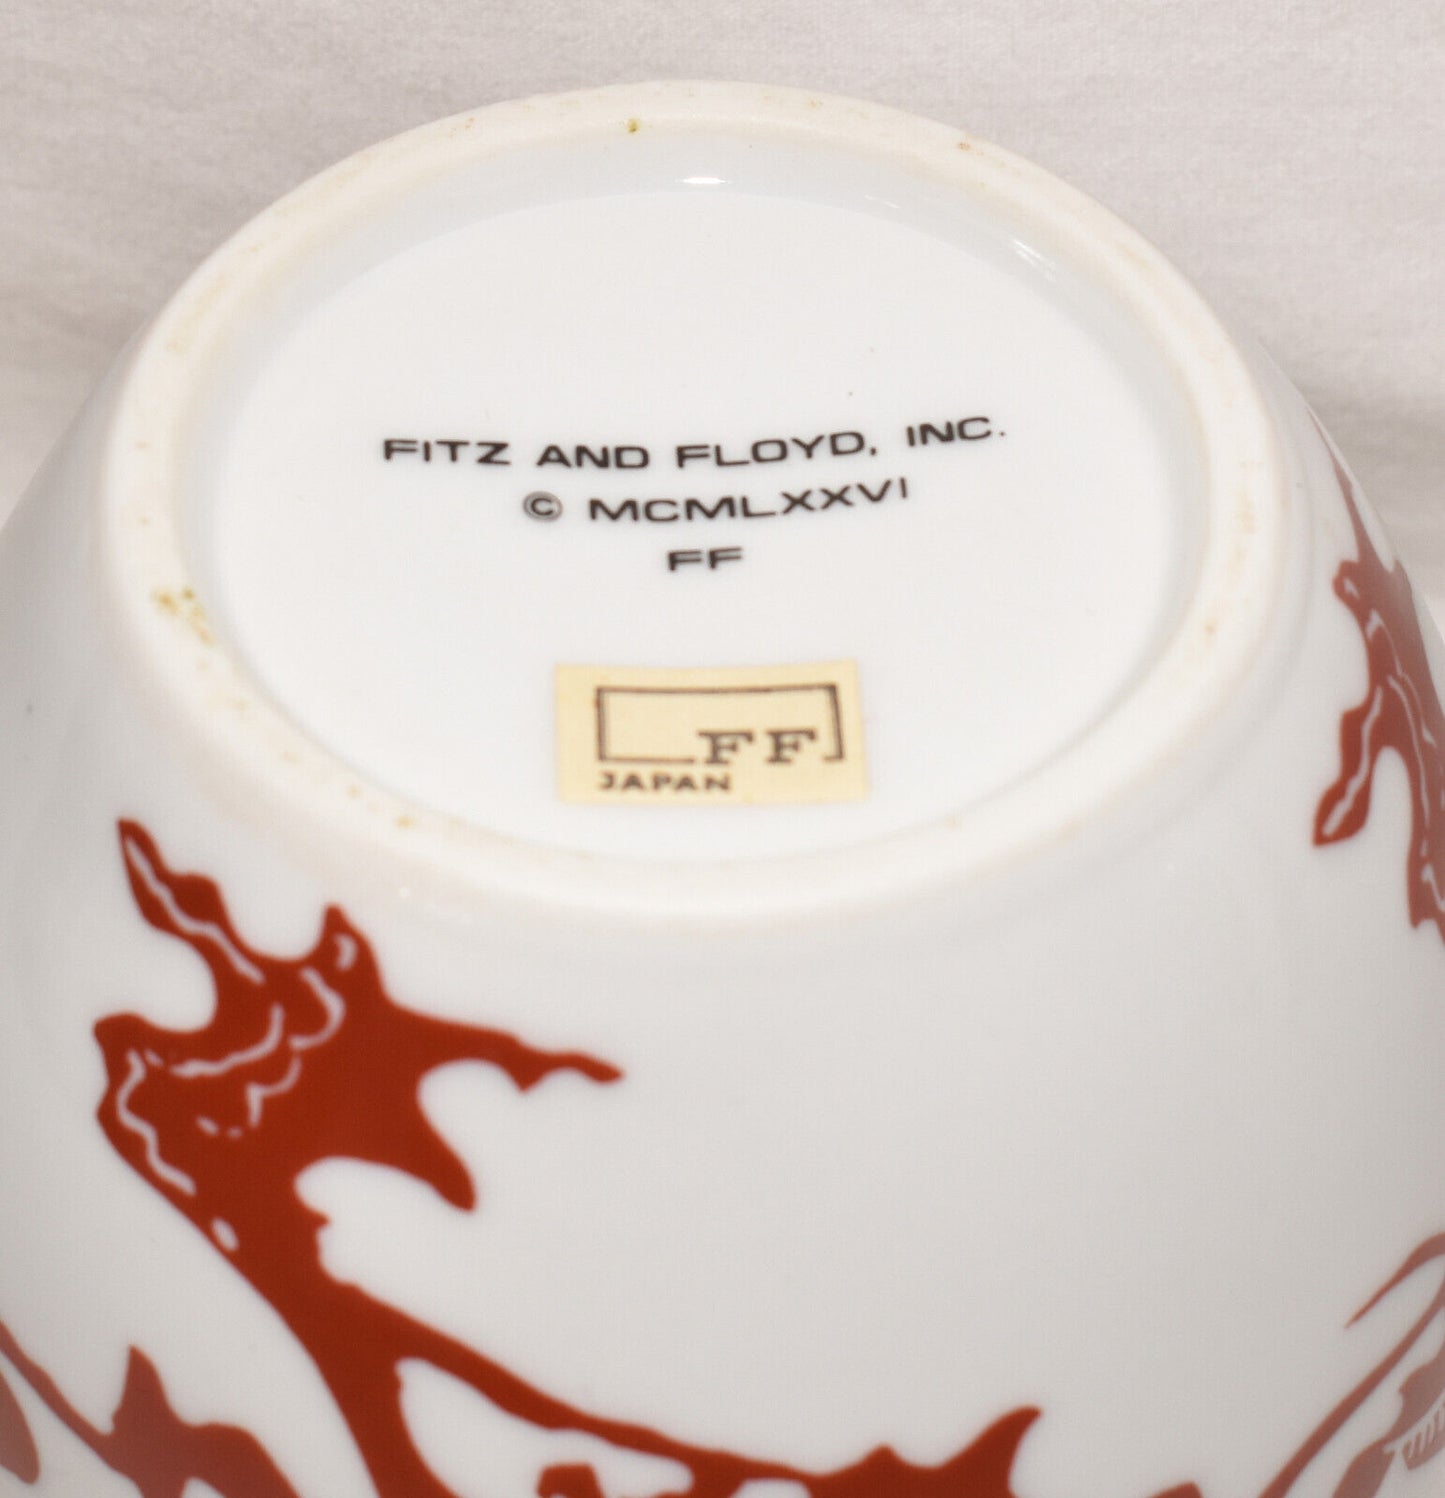 FITZ AND FLOYD, INC.
© MCMLXXVI
FF
FF
JAPAN